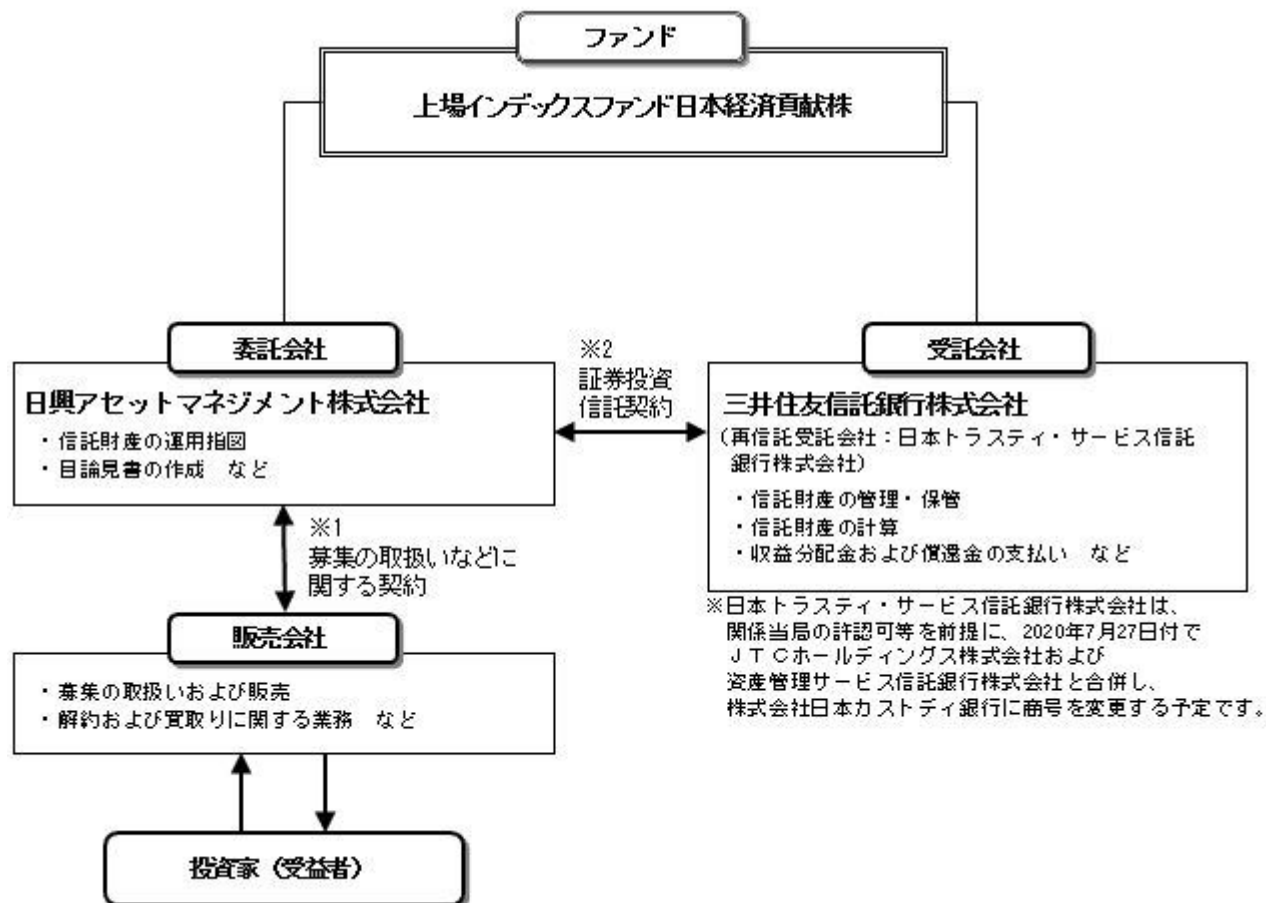 ファンド
上場インデックスファンド日本経済貢献株
委託会社
日興アセットマネジメント株式会社
・信託財産の運用指図
・目論見書の作成　など
※2
証券投資
信託契約
受託会社
三井住友信託銀行株式会社
（再信託受託会社：日本トラスティ・サービス信託
銀行株式会社）
・信託財産の管理・保管
・信託財産の計算
・収益分配金および償還金の支払い　など
※1
募集の取扱いなどに
関する契約
※日本トラスティ・サービス信託銀行株式会社は、
関係当局の許認可等を前提に、2020年7月27日付で
ＪＴＣホールディングス株式会社および
資産管理サービス信託銀行株式会社と合併し、
株式会社日本カストディ銀行に商号を変更する予定です。
販売会社
・募集の取扱いおよび販売
・解約および買取りに関する業務　など
投資家（受益者）